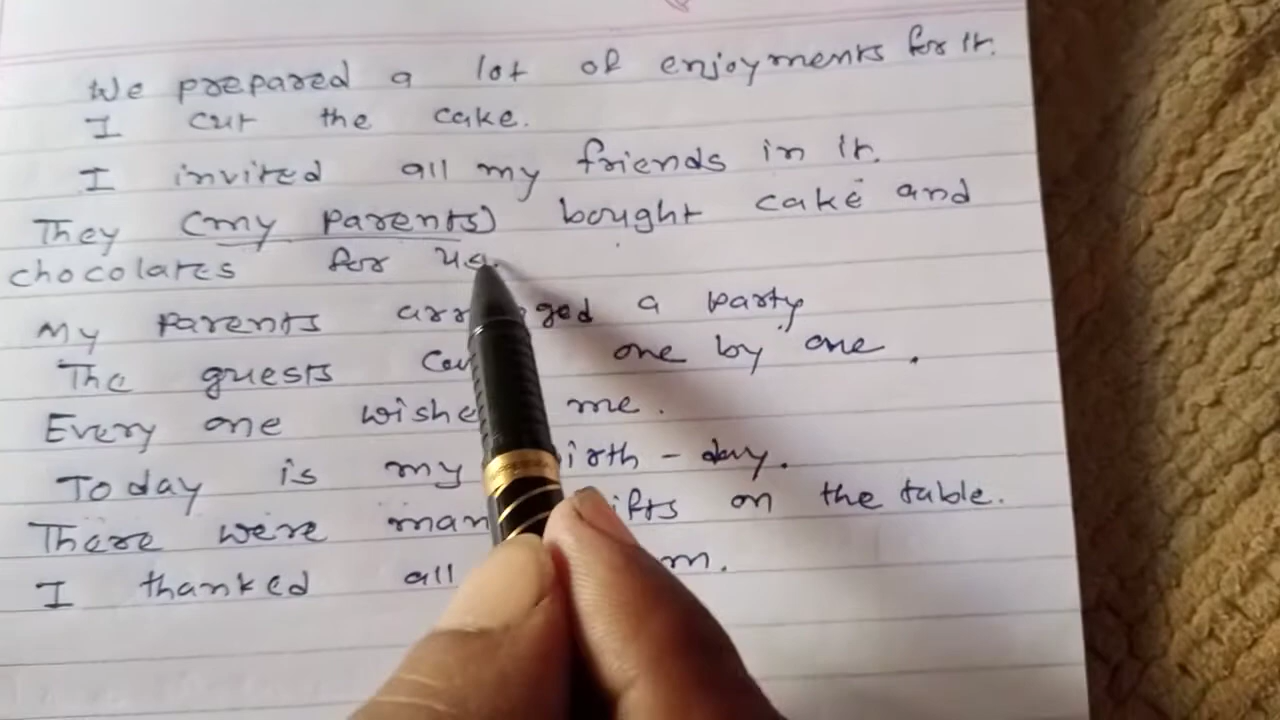 We prepared a lot of enjoyments for it.
I cut the cake.
I invited all my friends in it.
They (my parents) bought cake and
chocolates for us.
My parents a party
The guests one by one.
Every one me.
Today is my -day.
There were on the table.
I thanked all